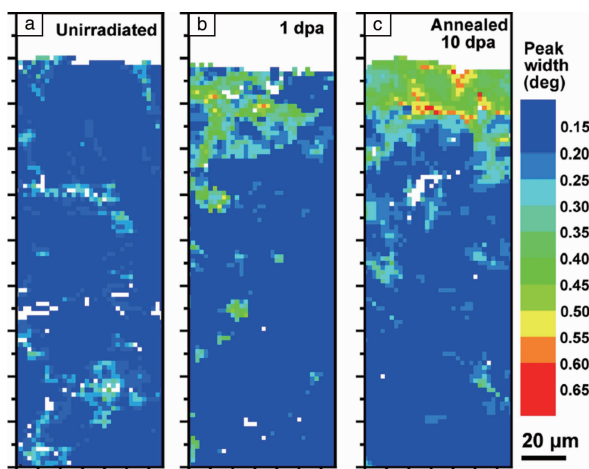 a
Unirradiated
b
1 dpa
c
Annealed
10 dpa
Peak
width
(deg)
0.15
0.20
0.25
0.30
0.35
0.40
0.45
0.50
0.55
0.60
0.65
20 μm